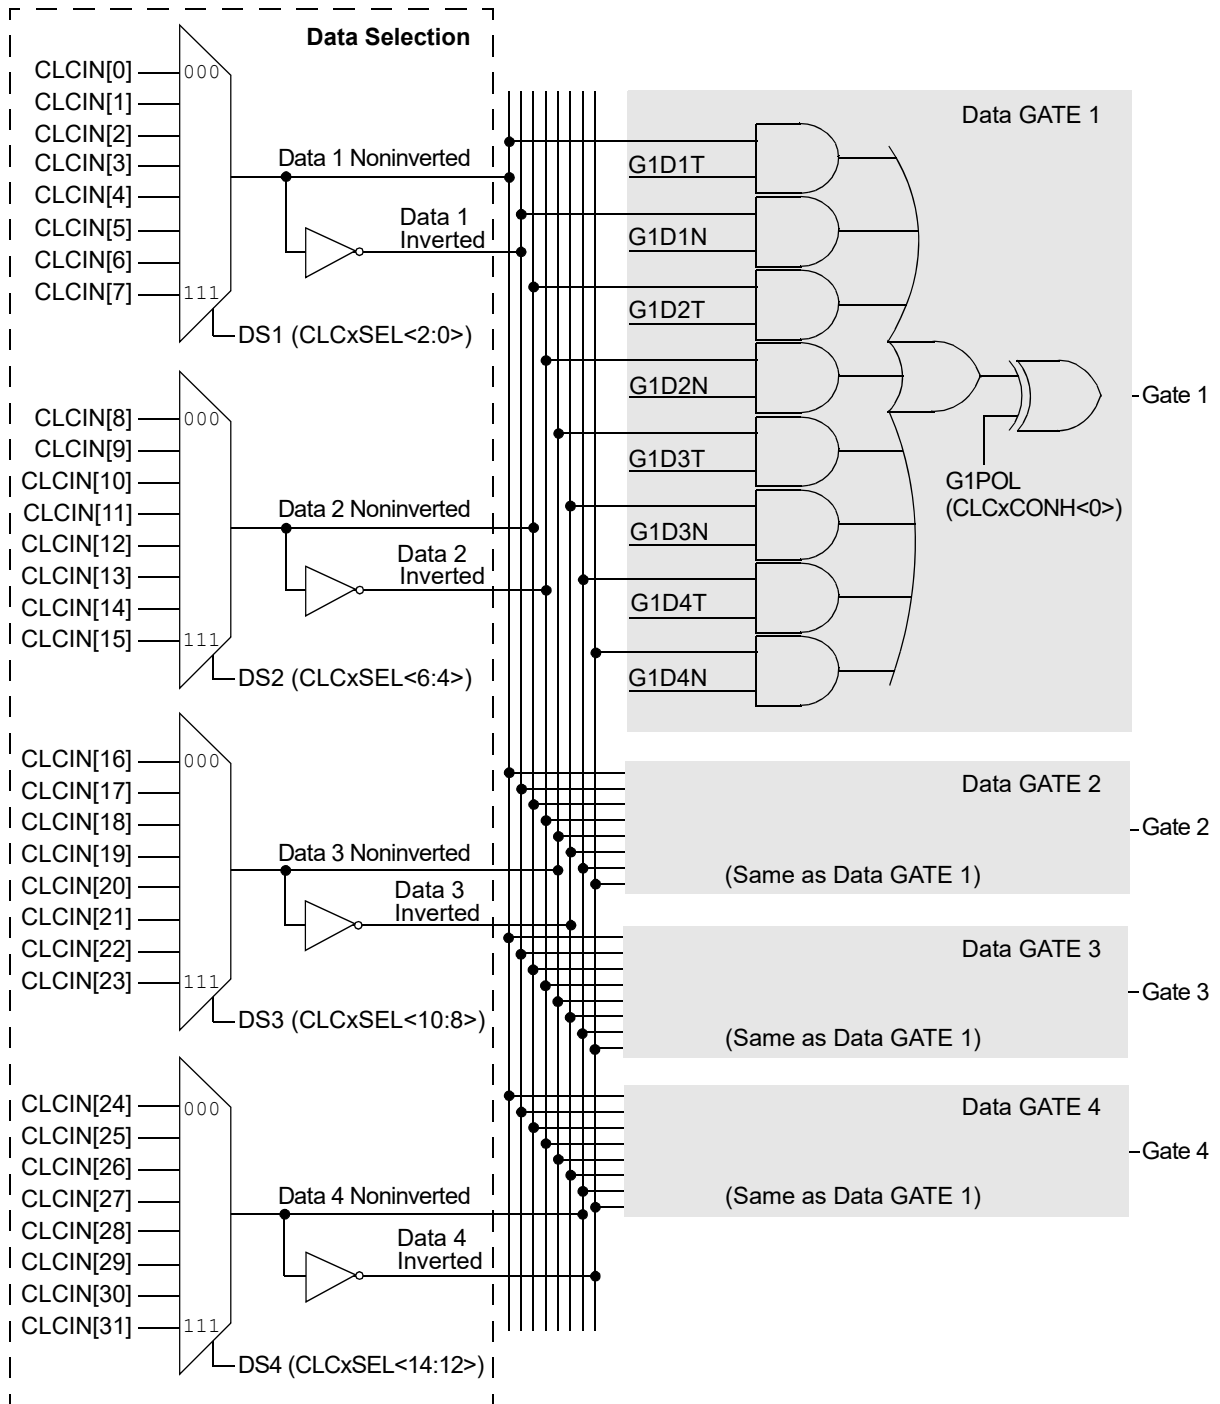 Data Selection
CLCIN[0]
CLCIN[1]
CLCIN[2]
CLCIN[3]
CLCIN[4]
CLCIN[5]
CLCIN[6]
CLCIN[7]
000
111
Data 1 Noninverted
Data 1
Inverted
DS1 (CLCxSEL<2:0>)
CLCIN[8]
CLCIN[9]
CLCIN[10]
CLCIN[11]
CLCIN[12]
CLCIN[13]
CLCIN[14]
CLCIN[15]
000
111
Data 2 Noninverted
Data 2
Inverted
DS2 (CLCxSEL<6:4>)
CLCIN[16]
CLCIN[17]
CLCIN[18]
CLCIN[19]
CLCIN[20]
CLCIN[21]
CLCIN[22]
CLCIN[23]
000
111
Data 3 Noninverted
Data 3
Inverted
DS3 (CLCxSEL<10:8>)
CLCIN[24]
CLCIN[25]
CLCIN[26]
CLCIN[27]
CLCIN[28]
CLCIN[29]
CLCIN[30]
CLCIN[31]
000
111
Data 4 Noninverted
Data 4
Inverted
DS4 (CLCxSEL<14:12>)
Data GATE 1
G1D1T
G1D1N
G1D2T
G1D2N
G1D3T
G1D3N
G1D4T
G1D4N
G1POL
(CLCxCONH<0>)
Gate 1
Data GATE 2
(Same as Data GATE 1)
Gate 2
Data GATE 3
(Same as Data GATE 1)
Gate 3
Data GATE 4
(Same as Data GATE 1)
Gate 4